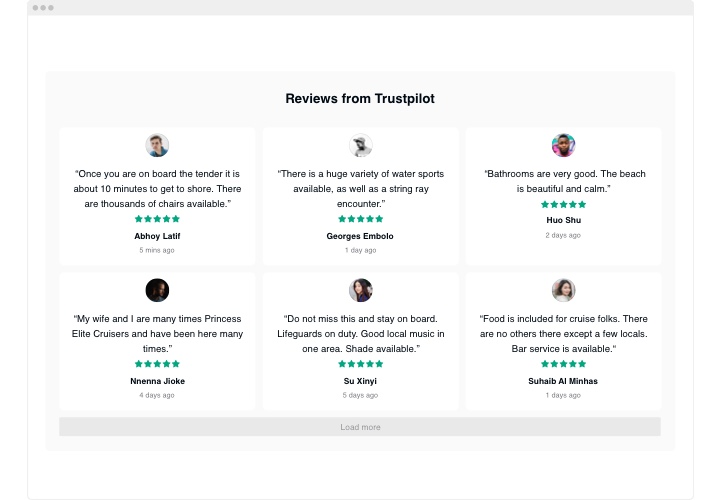 Reviews from Trustpilot
“Once you are on board the tender it is
about 10 minutes to get to shore. There
are thousands of chairs available.”
Abhoy Latif
5 mins ago
“There is a huge variety of water sports
available, as well as a string ray
encounter.”
Georges Embolo
1 day ago
“Bathrooms are very good. The beach
is beautiful and calm.”
Huo Shu
2 days ago
“My wife and I are many times Princess
Elite Cruisers and have been here many
times.”
Nnenna Jioke
4 days ago
“Do not miss this and stay on board.
Lifeguards on duty. Good local music in
one area. Shade available.”
Su Xinyi
5 days ago
“Food is included for cruise folks. There
are no others there except a few locals.
Bar service is available.“
Suhaib Al Minhas
1 days ago
Load more